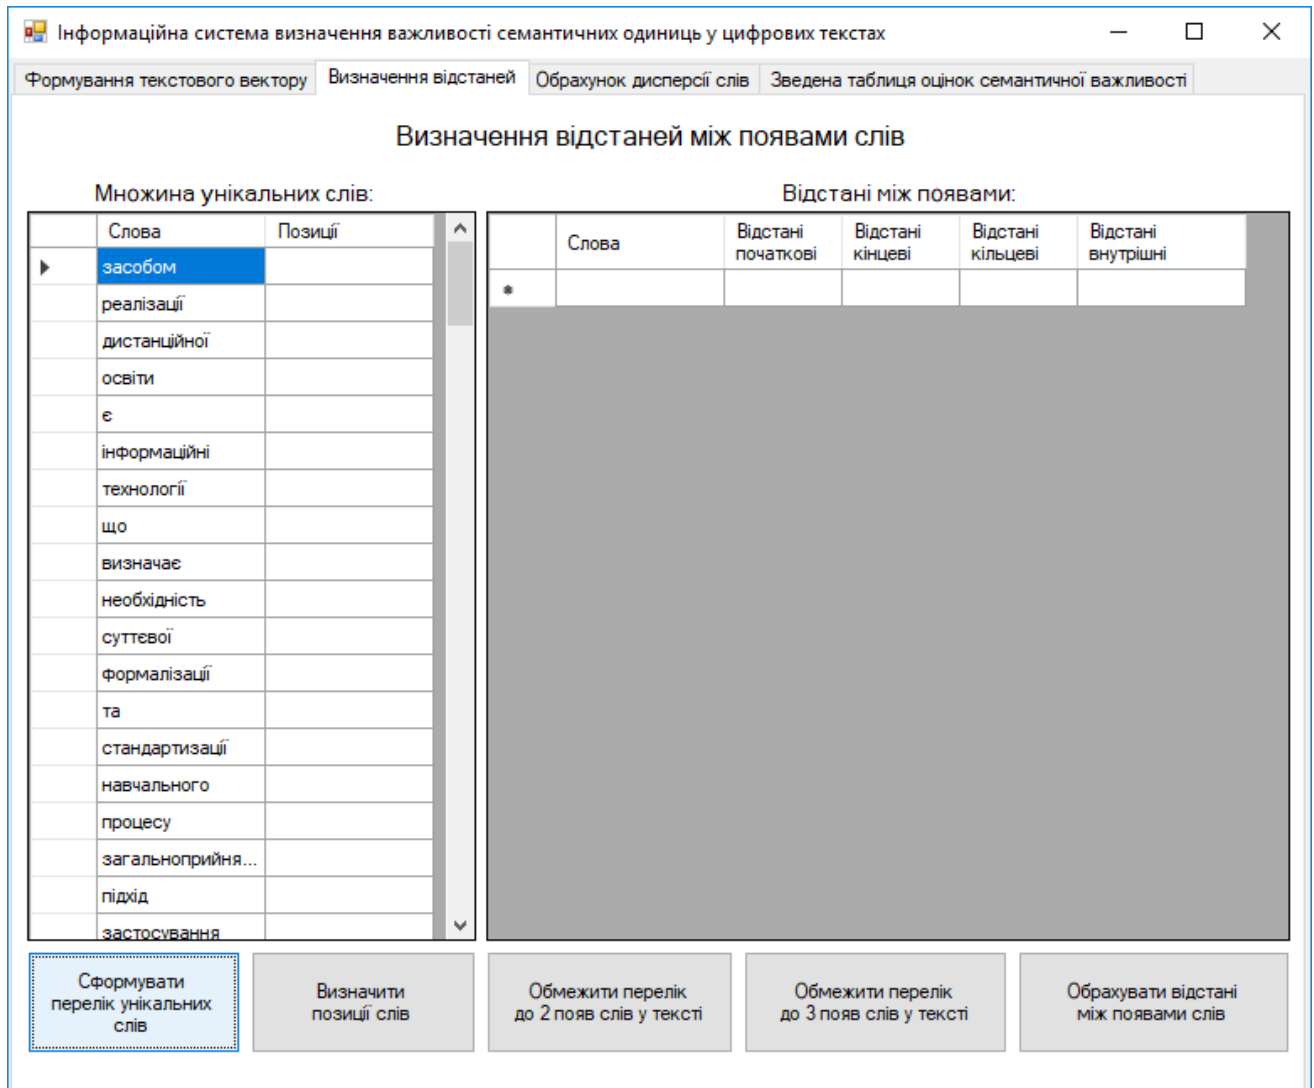 Інформаційна система визначення важливості семантичних одиниць у цифрових текстах
Формування текстового вектору Визначення відстаней Обрахунок дисперсії слів Зведена таблиця оцінок семантичної важливості
Визначення відстаней між появами слів
Множина унікальних слів:
Слова Позиції
засобом
реалізації
дистанційної
освіти
є
інформаційні
технології
що
визначає
необхідність
суттєвої
формалізації
та
стандартизації
навчального
процесу
загальноприйня...
підхід
застосування
Відстані між появами:
Слова Відстані початкові Відстані кінцеві Відстані кільцеві Відстані внутрішні
Сформувати
перелік унікальних
слів
Визначити
позиції слів
Обмежити перелік
до 2 появ слів у тексті
Обмежити перелік
до 3 появ слів у тексті
Обрахувати відстані
між появами слів